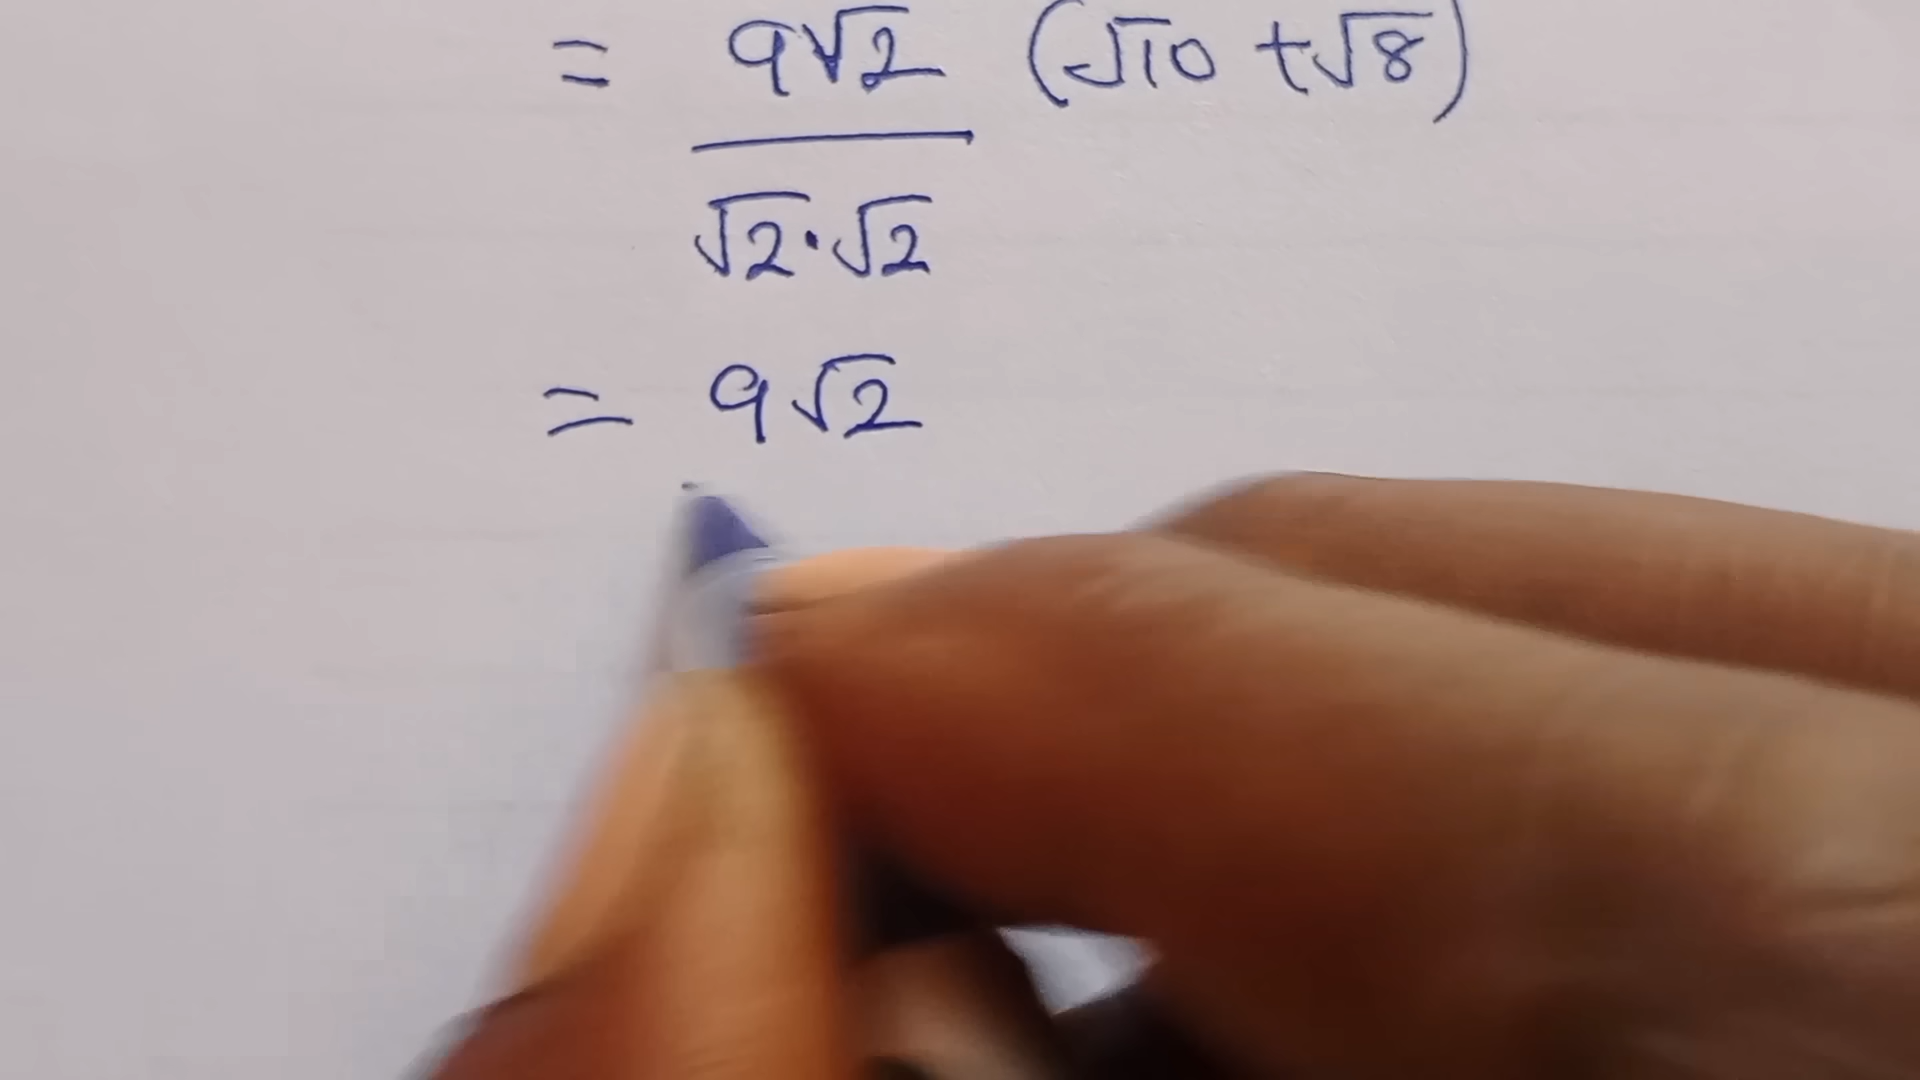 = 9√2 (√10 + √8)
√2·√2
= 9√2